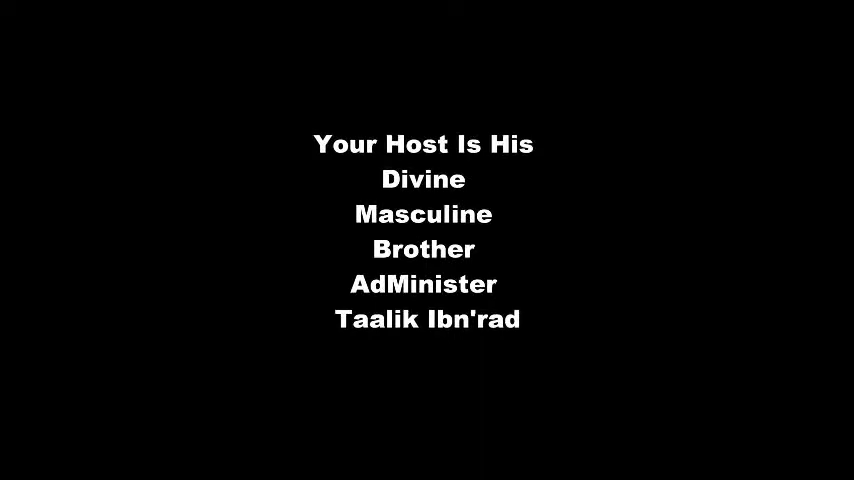 Your Host Is His
Divine
Masculine
Brother
AdMinister
Taalik Ibn'rad